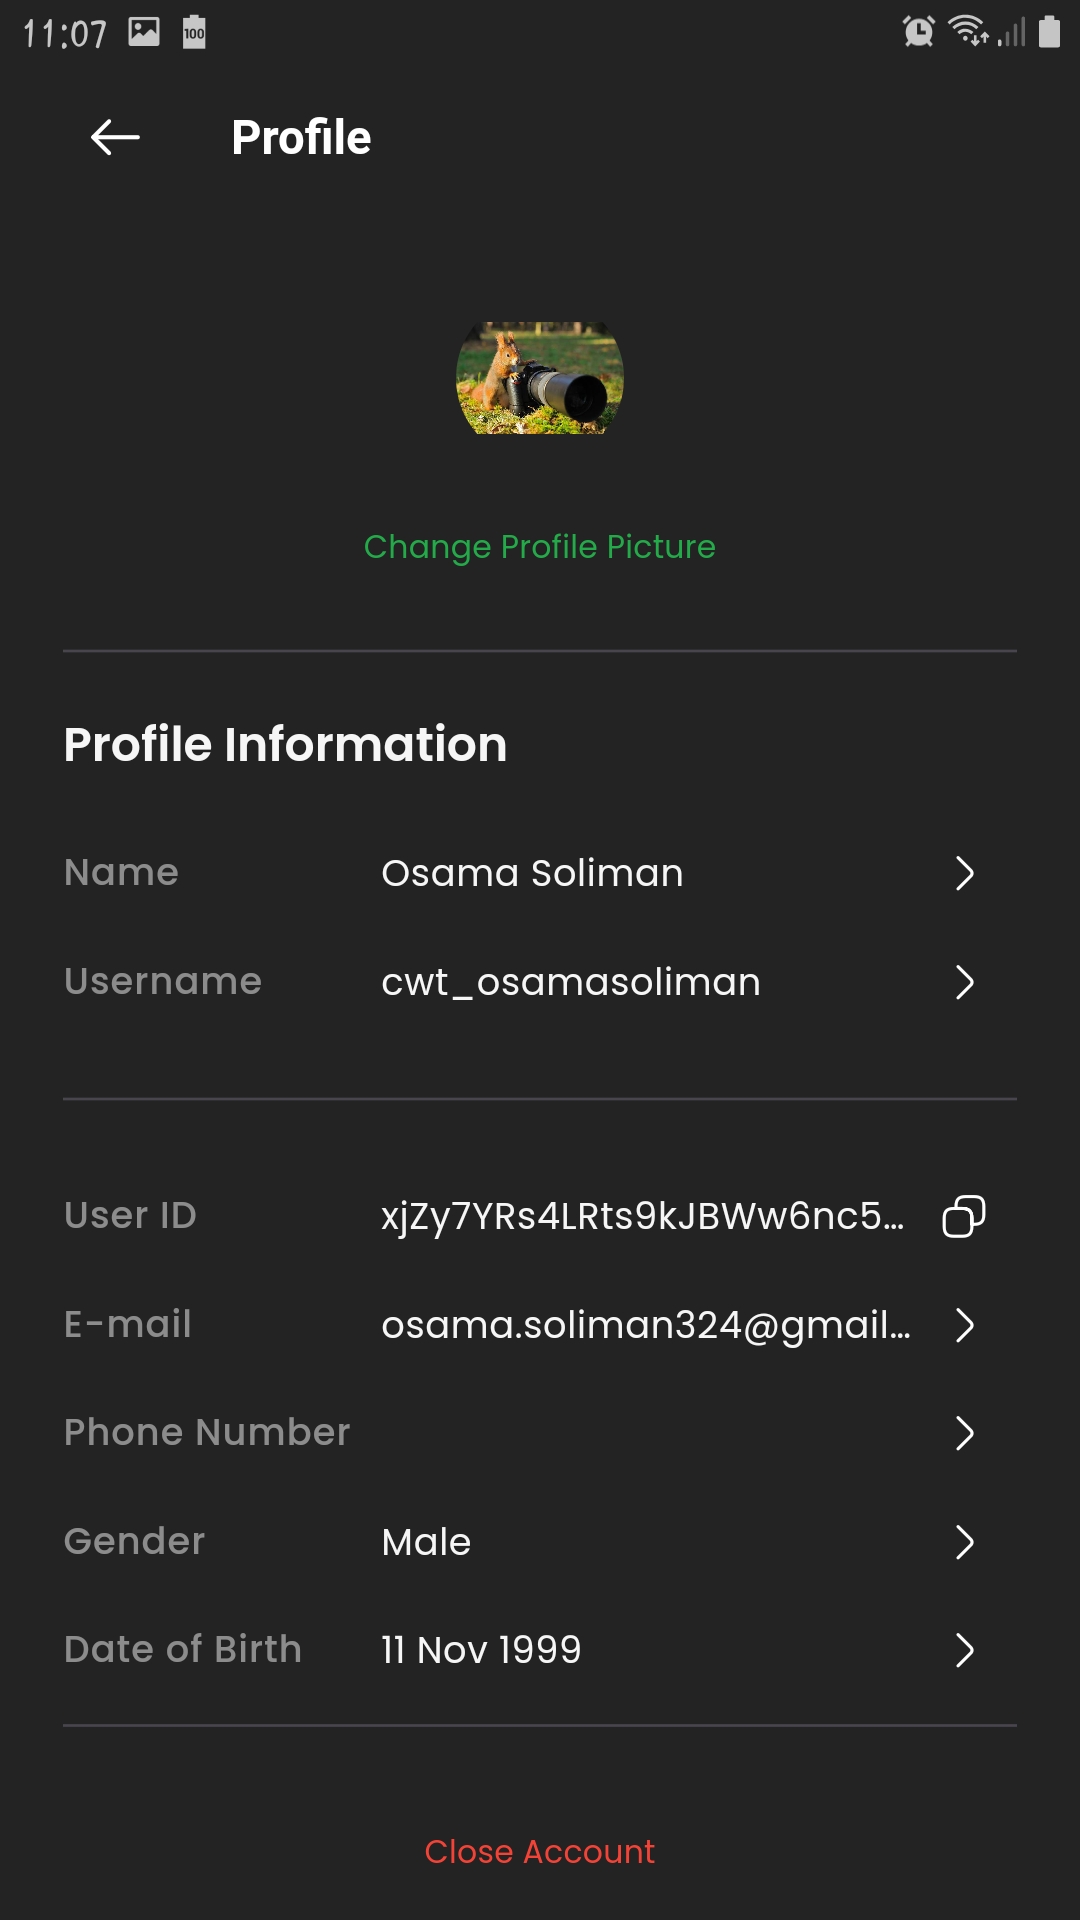 11:07
100
Profile
Change Profile Picture
Profile Information
Name Osama Soliman
Username cwt_osamasoliman
User ID xjZy7YRs4LRts9kJBWw6nc5...
E-mail osama.soliman324@gmail...
Phone Number
Gender Male
Date of Birth 11 Nov 1999
Close Account